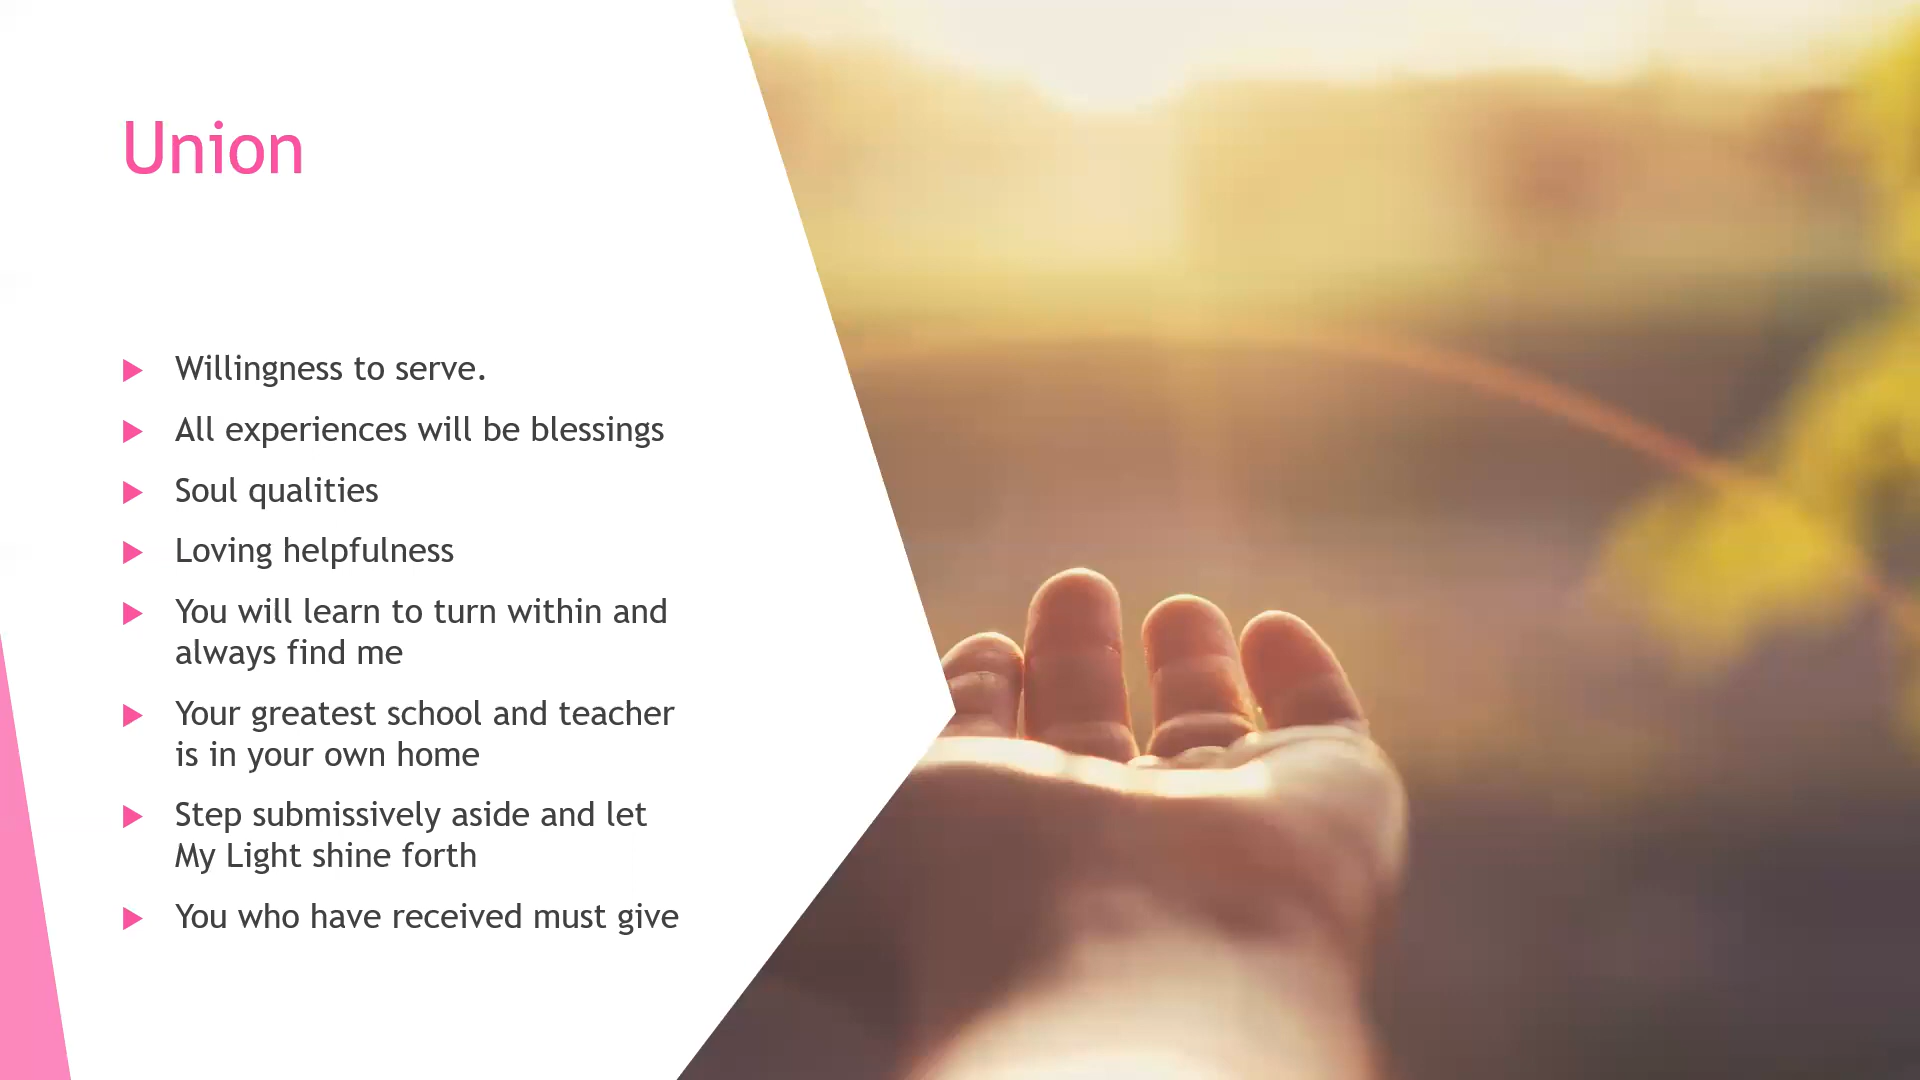 Union
Willingness to serve.
All experiences will be blessings
Soul qualities
Loving helpfulness
You will learn to turn within and
always find me
Your greatest school and teacher
is in your own home
Step submissively aside and let
My Light shine forth
You who have received must give